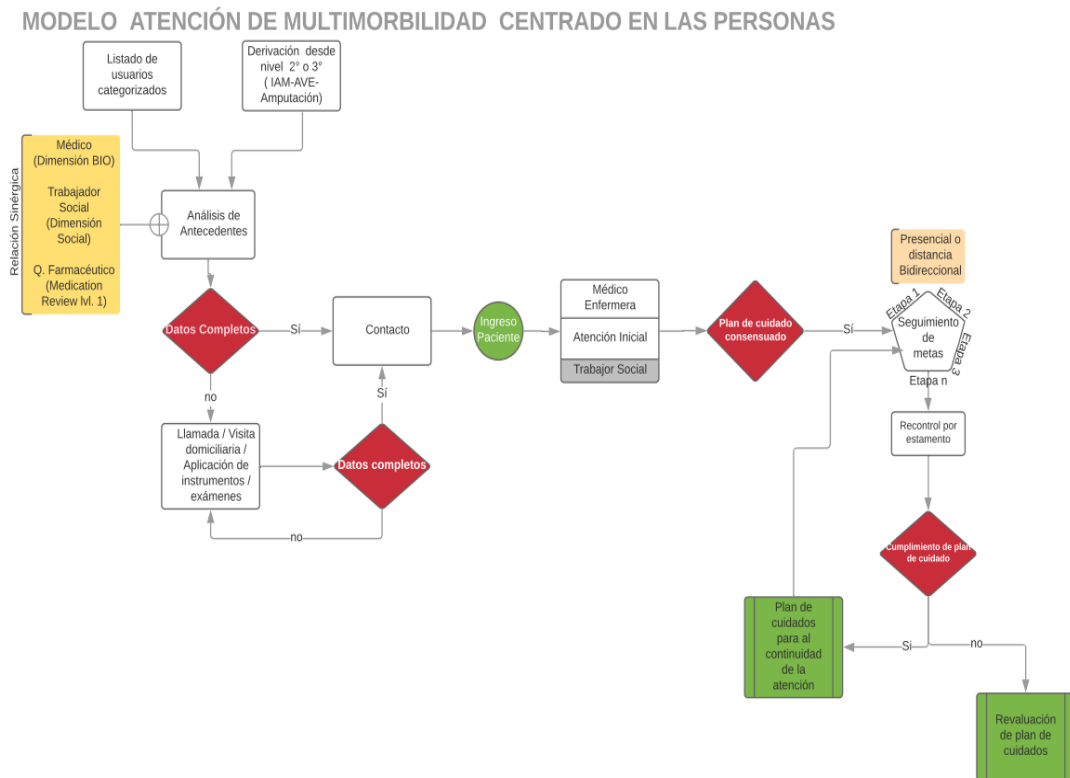 MODELO ATENCIÓN DE MULTIMORBILIDAD CENTRADO EN LAS PERSONAS
Listado de
usuarios
categorizados
Derivación desde
nivel 2° o 3°
( IAM-AVE-
Amputación)
Relación Sinérgica
Médico
(Dimensión BIO)
Trabajador
Social
(Dimensión
Social)
Q. Farmacéutico
(Medication
Review lvl. 1)
Análisis de
Antecedentes
Datos Completos
Sí
Contacto
Ingreso
Paciente
Médico
Enfermera
Atención Inicial
Trabajor Social
Plan de cuidado
consensuado
Sí
Presencial o
distancia
Bidireccional
Etapa 1
Etapa 2
Etapa 3
Seguimiento
de
metas
Etapa n
no
Llamada / Visita
domiciliaria /
Aplicación de
instrumentos /
exámenes
Sí
Datos completos
no
Recontrol por
estamento
Cumplimiento de plan
de cuidado
Si
no
Plan de
cuidados
para al
continuidad
de la
atención
Revaluación
de plan de
cuidados